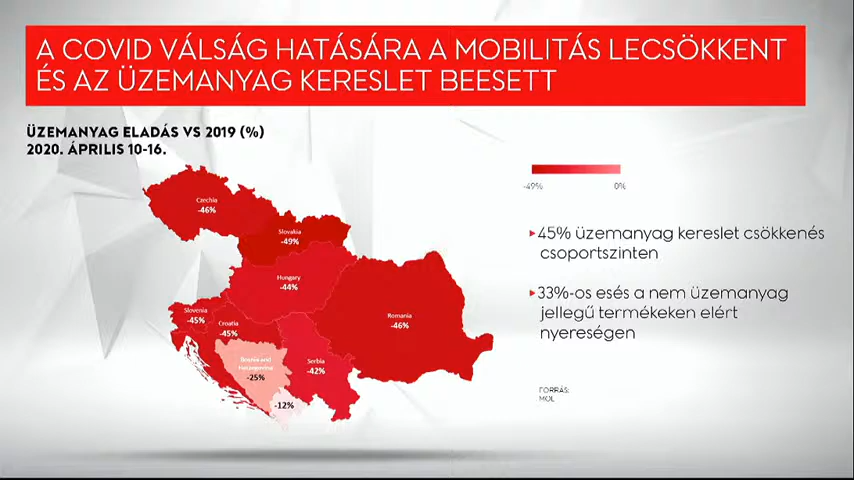 A COVID VÁLSÁG HATÁSÁRA A MOBILITÁS LECSÖKKENT
ÉS AZ ÜZEMANYAG KERESLET BEESETT
ÜZEMANYAG ELADÁS VS 2019 (%)
2020. ÁPRILIS 10-16.
-49%
0%
Czechia
-46%
Slovakia
-49%
Hungary
-44%
Slovenia
-45%
Croatia
-45%
Romania
-46%
Bosnia and
Herzegovina
-25%
Serbia
-42%
-12%
45% üzemanyag kereslet csökkenés
csoportszinten
33%-os esés a nem üzemanyag
jellegű termékeken elért
nyereségen
FORRÁS:
MOL